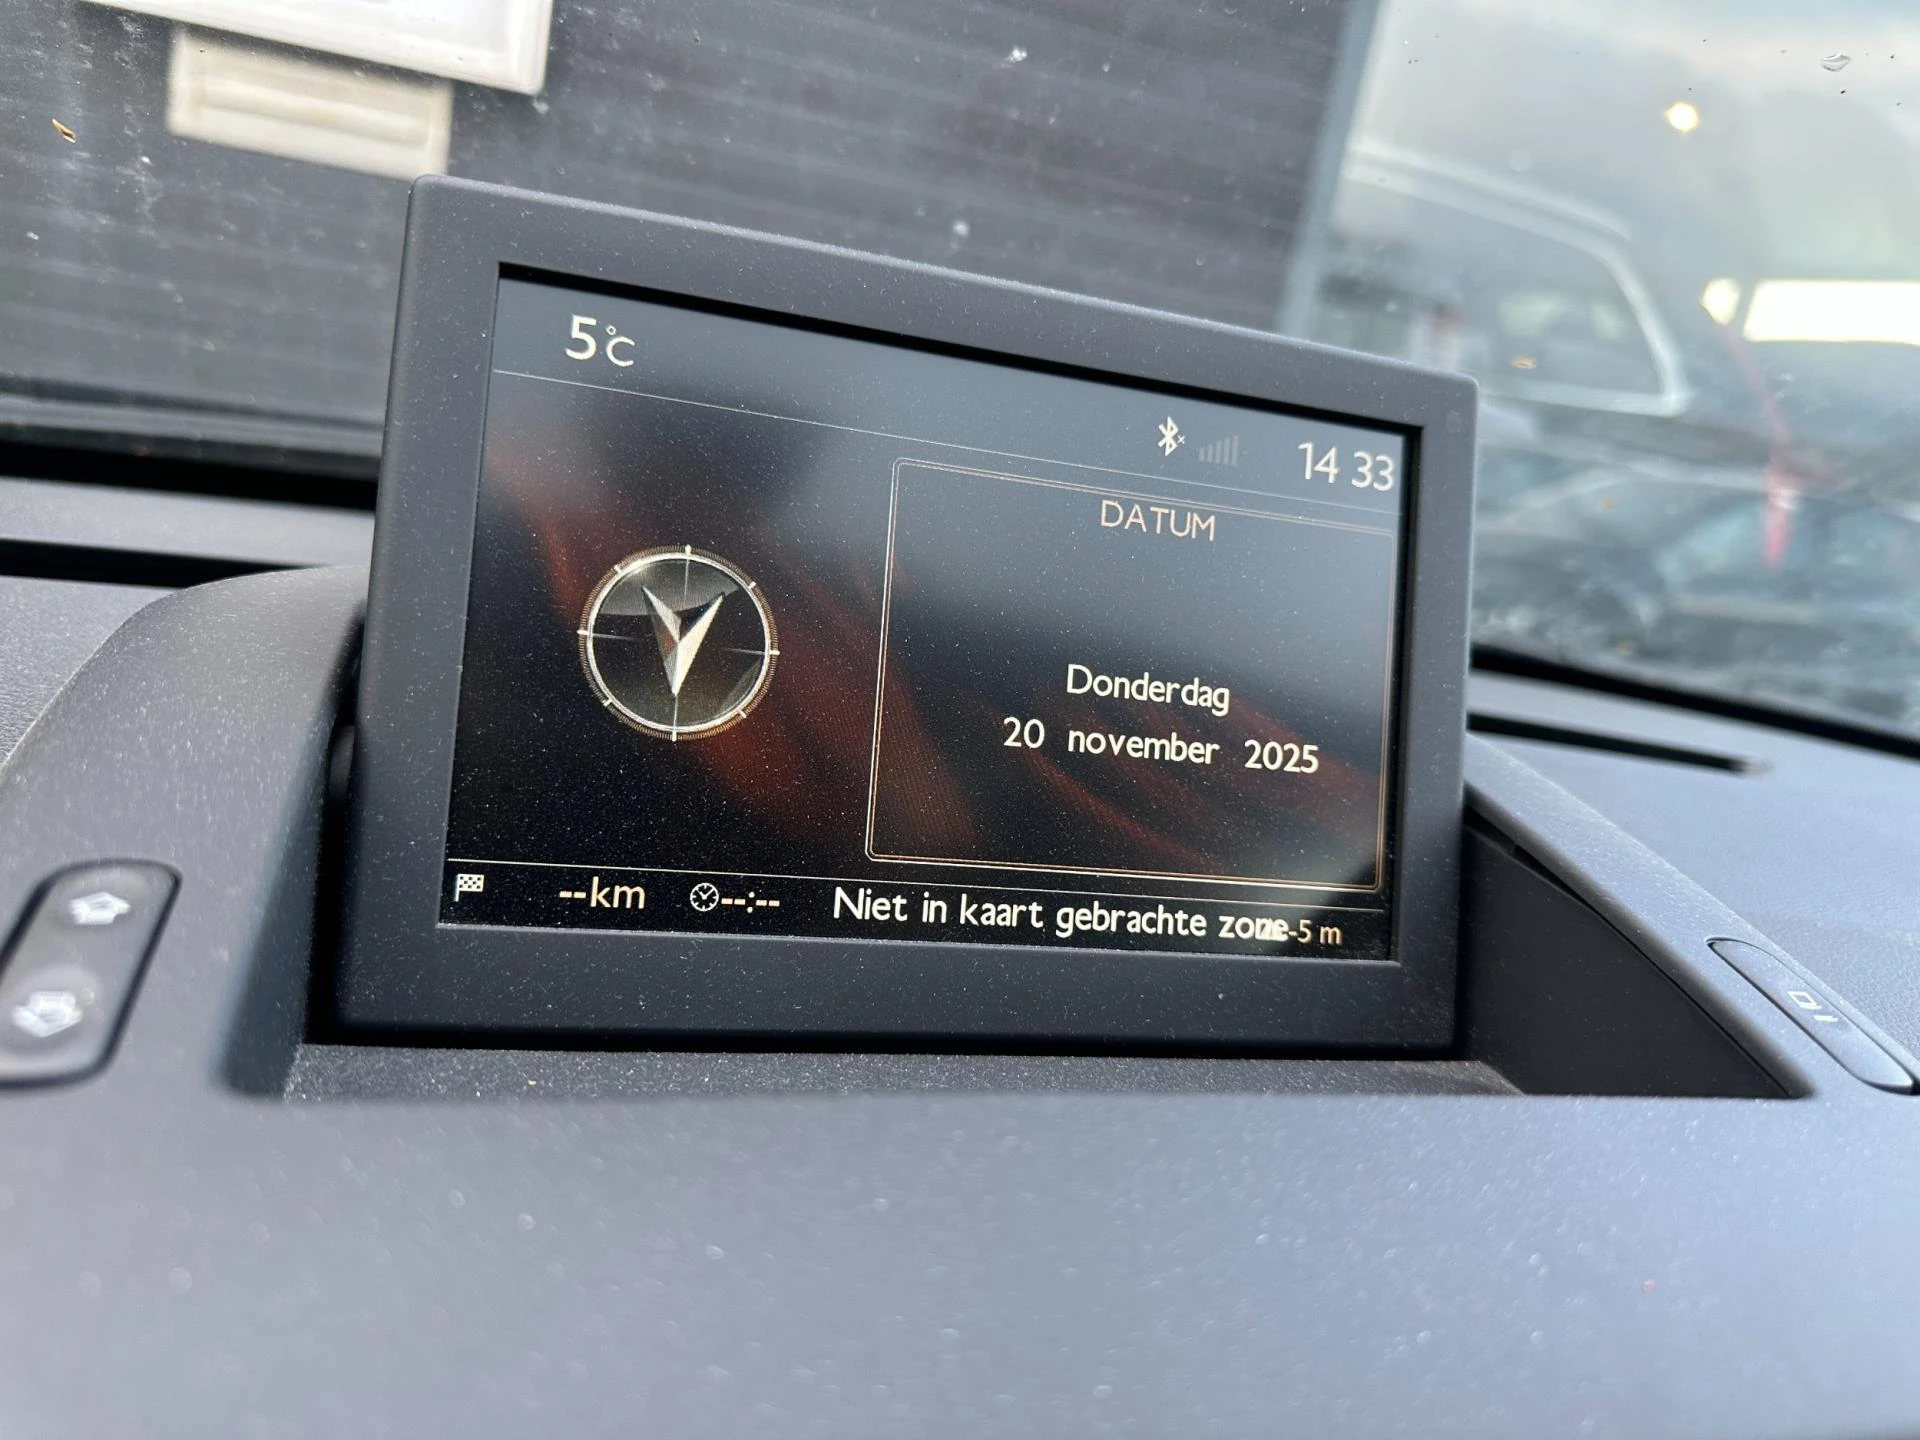 5°C
14 33
DATUM
Donderdag
20 november 2025
--km
--:--
Niet in kaart gebrachte zone
-5 m